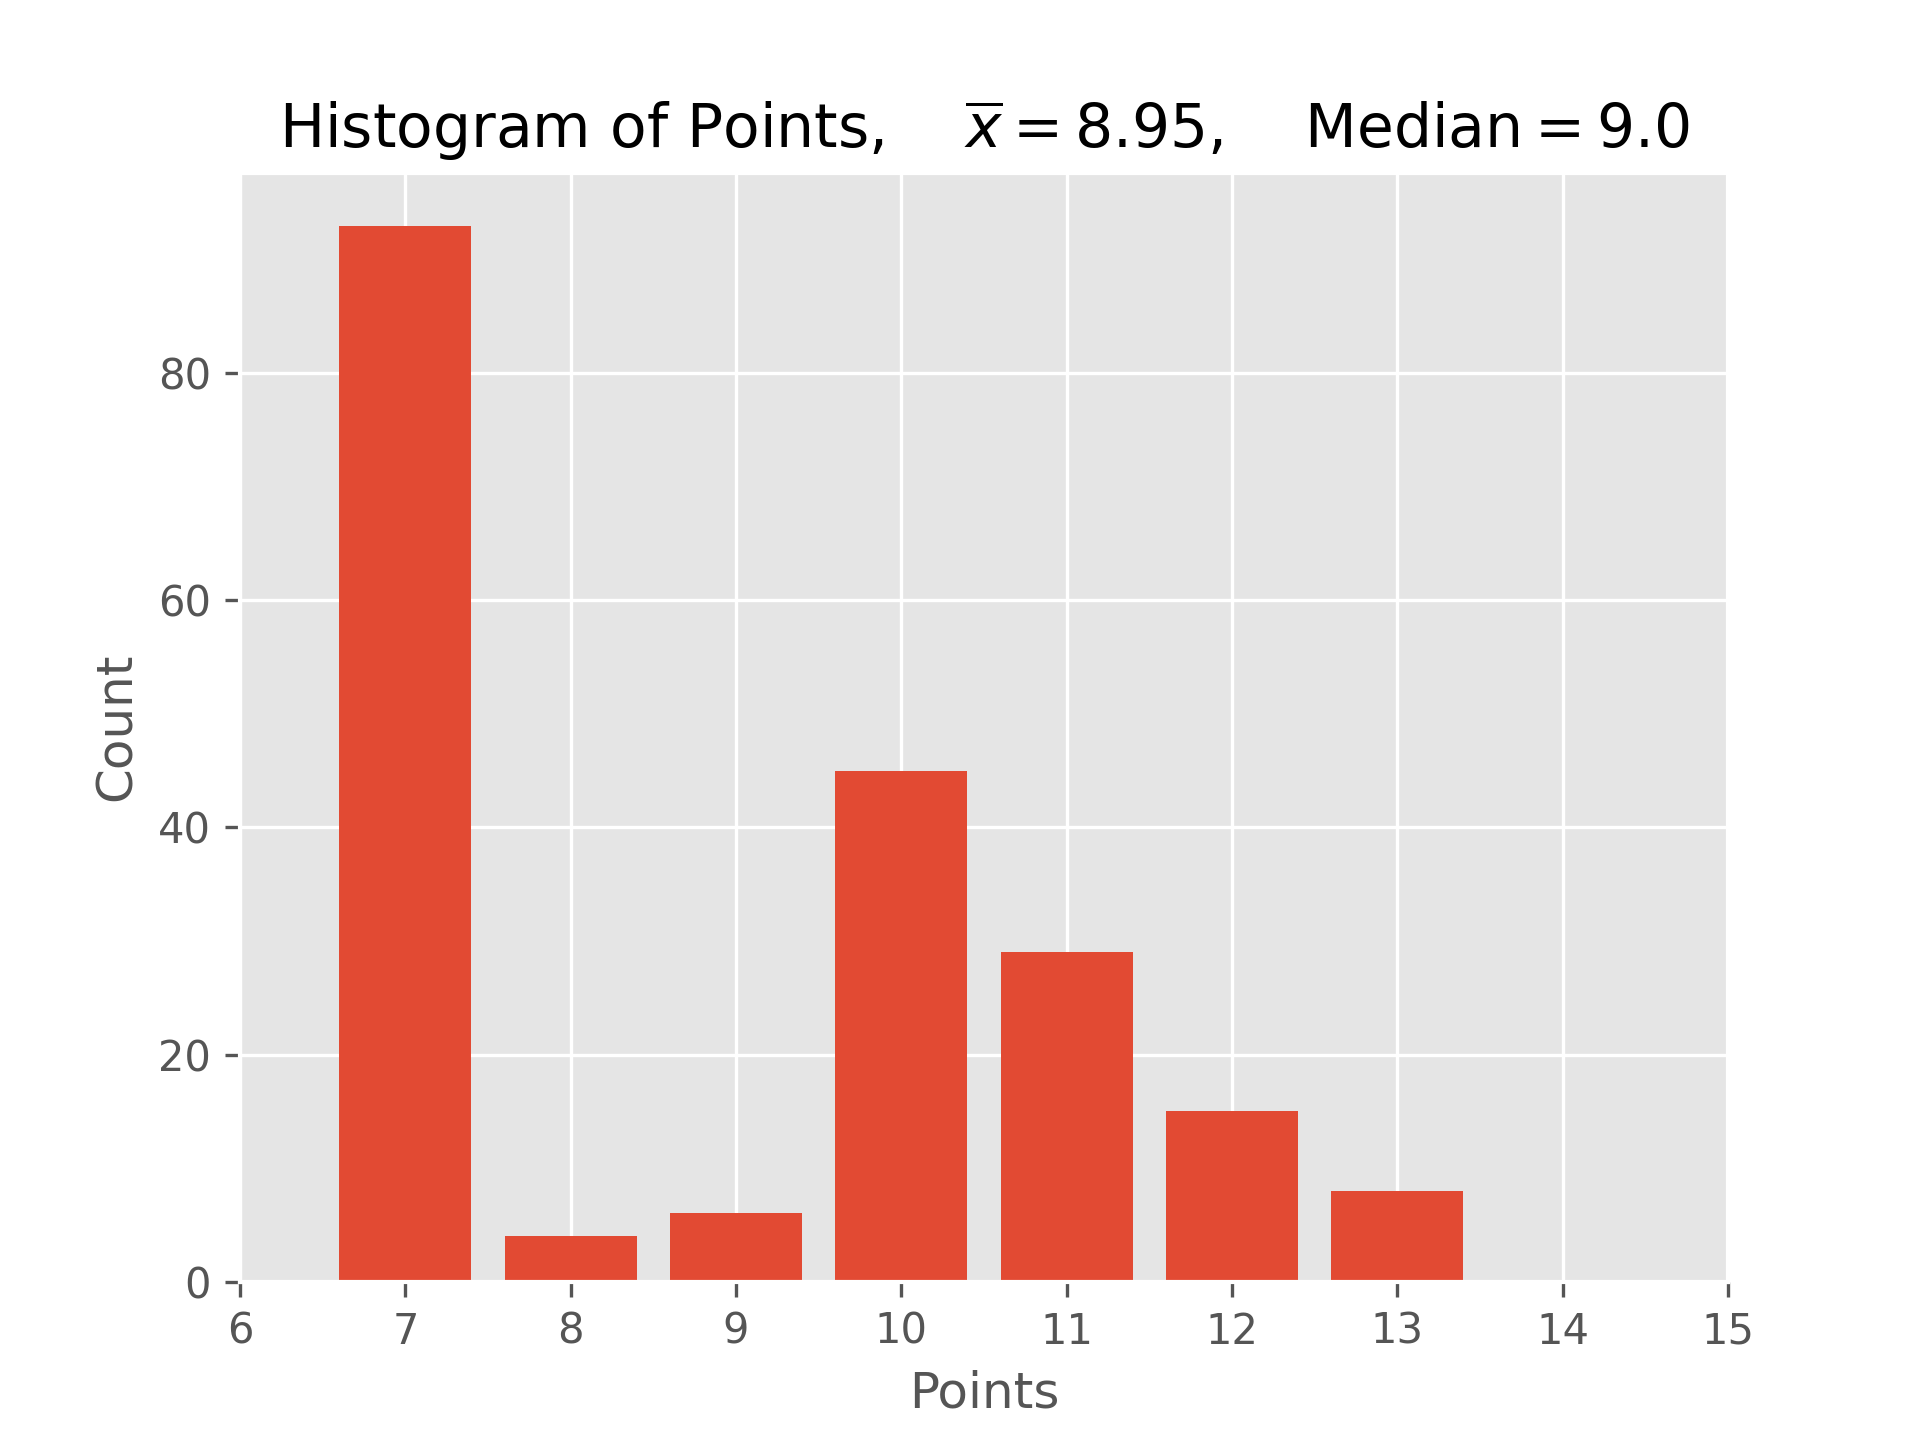 Histogram of Points, x̅ = 8.95, Median = 9.0
80
60
40
20
0
Count
6 7 8 9 10 11 12 13 14 15
Points